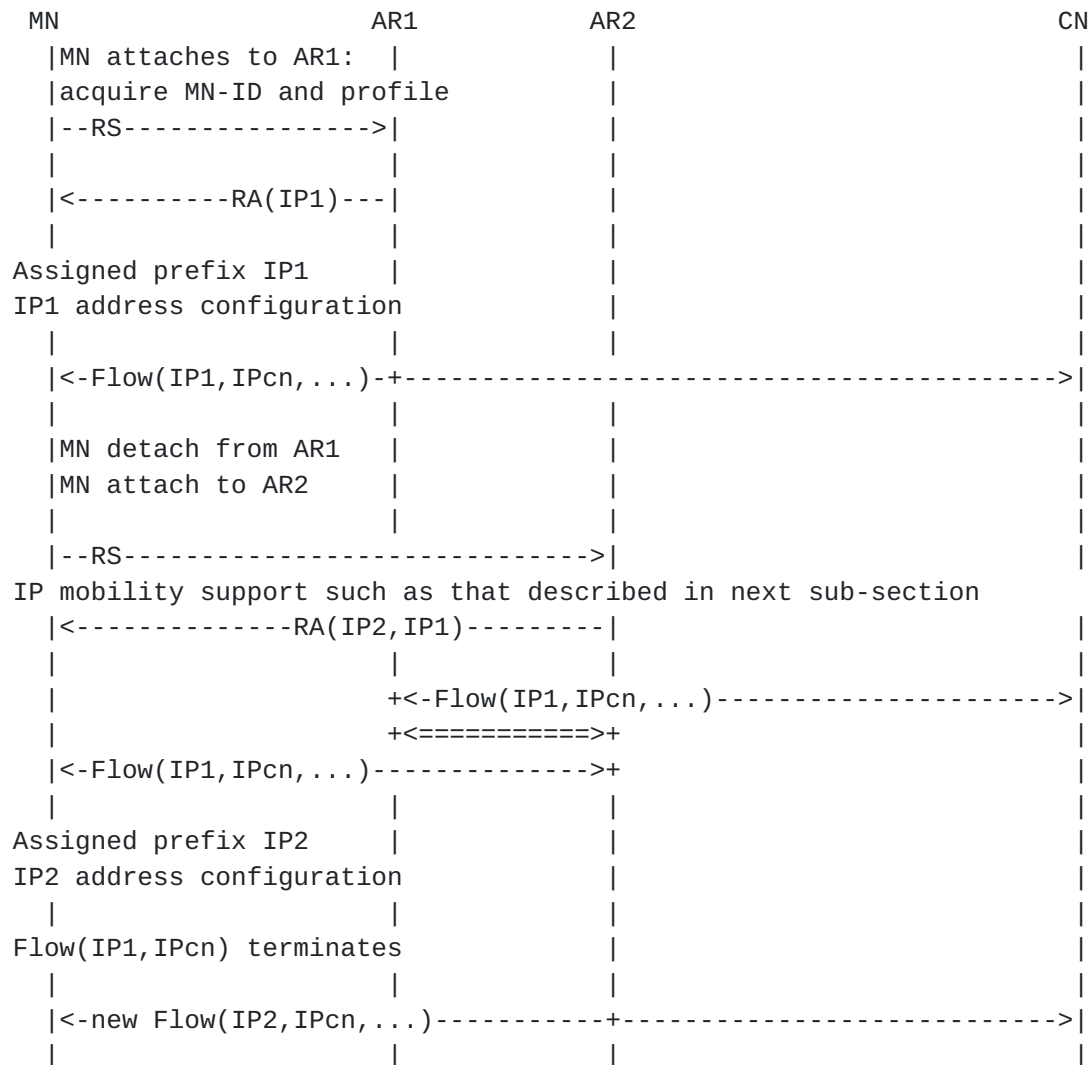 MN                    AR1           AR2                           CN
  |MN attaches to AR1:  |             |                             |
  |acquire MN-ID and profile          |                             |
  |--RS---------------->|             |                             |
  |                     |             |                             |
  |<----------RA(IP1)---|             |                             |
  |                     |             |                             |
Assigned prefix IP1     |             |                             |
IP1 address configuration             |                             |
  |                     |             |                             |
  |<-Flow(IP1,IPcn,...)-+------------------------------------------>|
  |                     |             |                             |
  |MN detach from AR1   |             |                             |
  |MN attach to AR2     |             |                             |
  |                     |             |                             |
  |--RS------------------------------>|                             |
IP mobility support such as that described in next sub-section
  |<--------------RA(IP2,IP1)---------|                             |
  |                     |             |                             |
  |                     +<-Flow(IP1,IPcn,...)---------------------->|
  |                     +<===========>+                             |
  |<-Flow(IP1,IPcn,...)-------------->+                             |
  |                     |             |                             |
Assigned prefix IP2     |             |                             |
IP2 address configuration             |                             |
  |                     |             |                             |
Flow(IP1,IPcn) terminates             |                             |
  |                     |             |                             |
  |<-new Flow(IP2,IPcn,...)-----------+---------------------------->|
  |                     |             |                             |